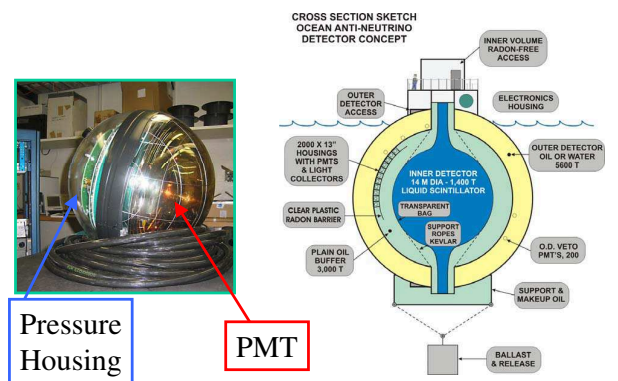 CROSS SECTION SKETCH
OCEAN ANTI-NEUTRINO
DETECTOR CONCEPT
INNER VOLUME
RADON-FREE
ACCESS
OUTER
DETECTOR
ACCESS
ELECTRONICS
HOUSING
2000 X 13"
HOUSINGS
WITH PMTS
& LIGHT
COLLECTORS
OUTER DETECTOR
OIL OR WATER
5600 T
INNER DETECTOR
14 M DIA - 1,400 T
LIQUID SCINTILLATOR
CLEAR PLASTIC
RADON BARRIER
TRANSPARENT
BAG
SUPPORT
ROPES
KEVLAR
PLAIN OIL
BUFFER
3,000 T
O.D. VETO
PMT'S, 200
SUPPORT &
MAKEUP OIL
BALLAST
& RELEASE
Pressure
Housing
PMT